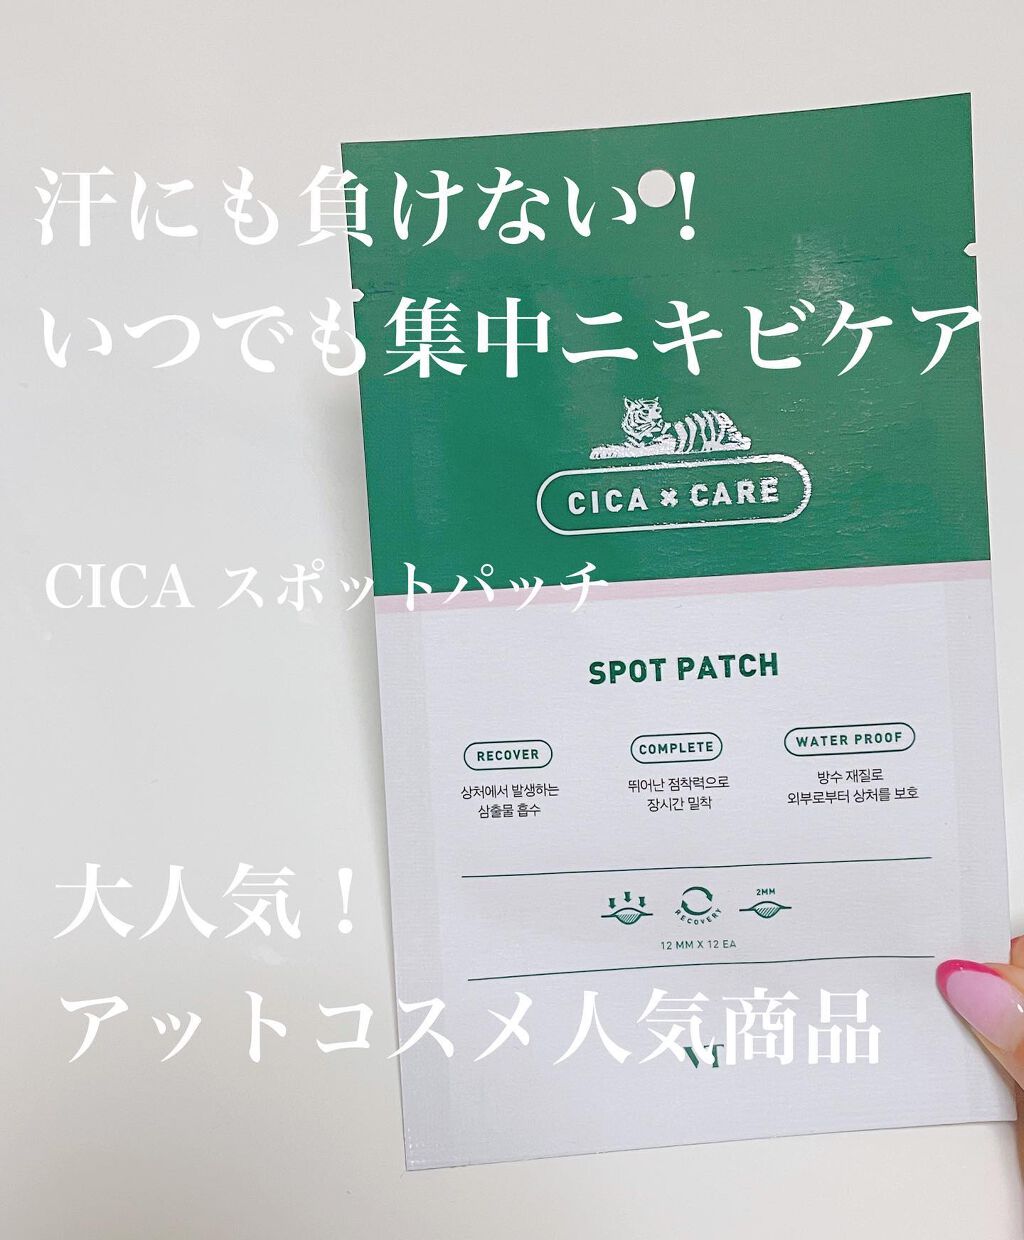 汗にも負けない！
いつでも集中ニキビケア
CICA CARE
CICA スポットパッチ
SPOT PATCH
RECOVER
상처에서 발생하는
삼출물 흡수
COMPLETE
뛰어난 점착력으로
장시간 밀착
WATER PROOF
방수 재질로
외부로부터 상처를 보호
RECOVERY
2MM
12 MM X 12 EA
大人気！
アットコスメ人気商品
VT